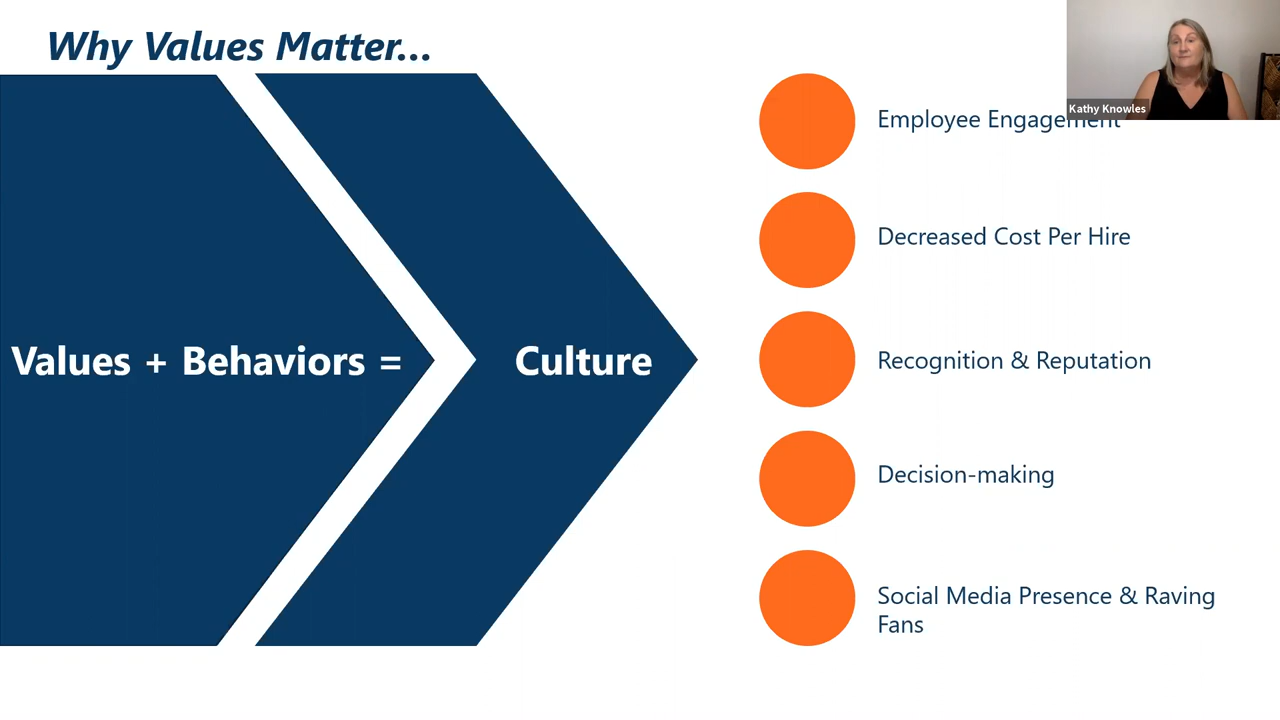 Why Values Matter...
Kathy Knowles
Values + Behaviors =
Culture
Employee Engagement
Decreased Cost Per Hire
Recognition & Reputation
Decision-making
Social Media Presence & Raving
Fans